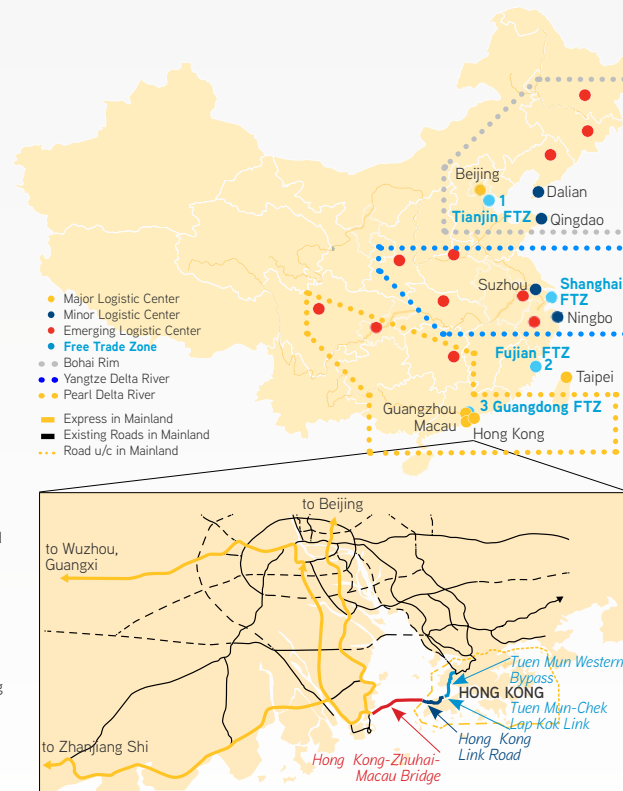 Beijing
1
Tianjin FTZ
Dalian
Qingdao
Suzhou
Shanghai
FTZ
Ningbo
Fujian FTZ
2
Taipei
Guangzhou
3 Guangdong FTZ
Macau
Hong Kong
Major Logistic Center
Minor Logistic Center
Emerging Logistic Center
Free Trade Zone
Bohai Rim
Yangtze Delta River
Pearl Delta River
Express in Mainland
Existing Roads in Mainland
Road u/c in Mainland
to Beijing
to Wuzhou,
Guangxi
to Zhanjiang Shi
Tuen Mun Western
Bypass
HONG KONG
Tuen Mun-Chek
Lap Kok Link
Hong Kong
Link Road
Hong Kong-Zhuhai-
Macau Bridge